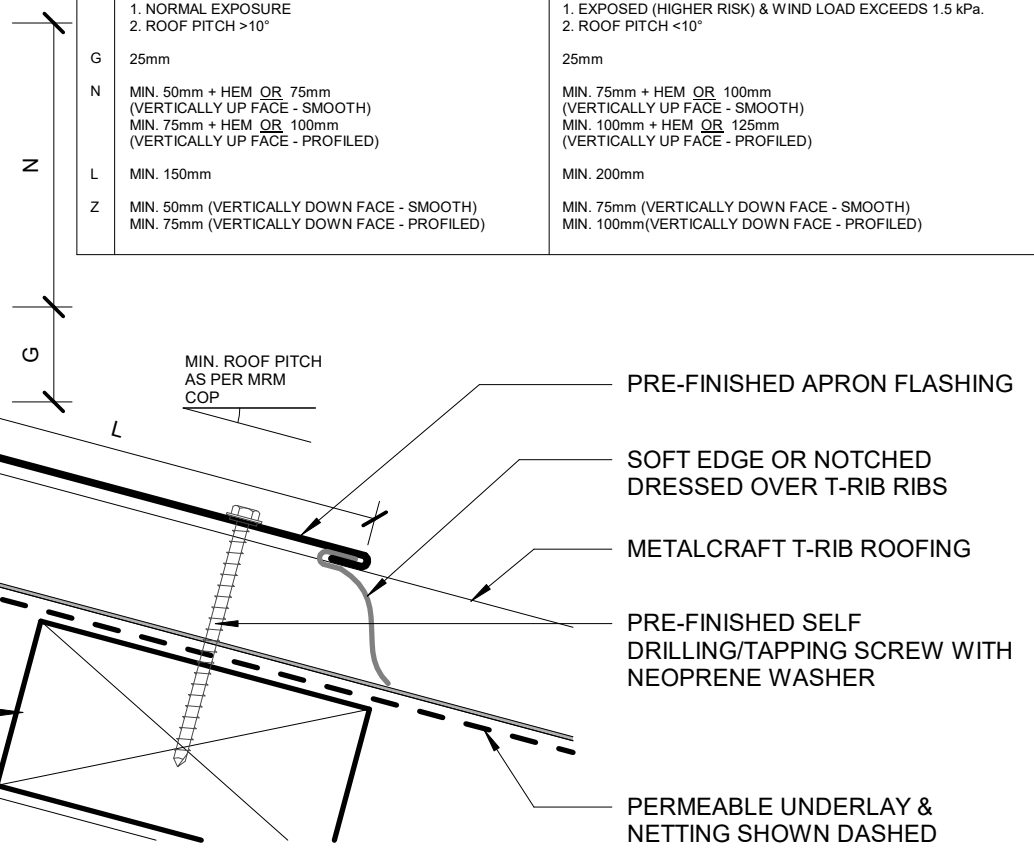 1. NORMAL EXPOSURE
2. ROOF PITCH >10°
1. EXPOSED (HIGHER RISK) & WIND LOAD EXCEEDS 1.5 kPa.
2. ROOF PITCH <10°
G
25mm
25mm
N
MIN. 50mm + HEM OR 75mm
(VERTICALLY UP FACE - SMOOTH)
MIN. 75mm + HEM OR 100mm
(VERTICALLY UP FACE - PROFILED)
MIN. 75mm + HEM OR 100mm
(VERTICALLY UP FACE - SMOOTH)
MIN. 100mm + HEM OR 125mm
(VERTICALLY UP FACE - PROFILED)
L
MIN. 150mm
MIN. 200mm
Z
MIN. 50mm (VERTICALLY DOWN FACE - SMOOTH)
MIN. 75mm (VERTICALLY DOWN FACE - PROFILED)
MIN. 75mm (VERTICALLY DOWN FACE - SMOOTH)
MIN. 100mm(VERTICALLY DOWN FACE - PROFILED)
N
G
MIN. ROOF PITCH
AS PER MRM
COP
L
PRE-FINISHED APRON FLASHING
SOFT EDGE OR NOTCHED
DRESSED OVER T-RIB RIBS
METALCRAFT T-RIB ROOFING
PRE-FINISHED SELF
DRILLING/TAPPING SCREW WITH
NEOPRENE WASHER
PERMEABLE UNDERLAY &
NETTING SHOWN DASHED